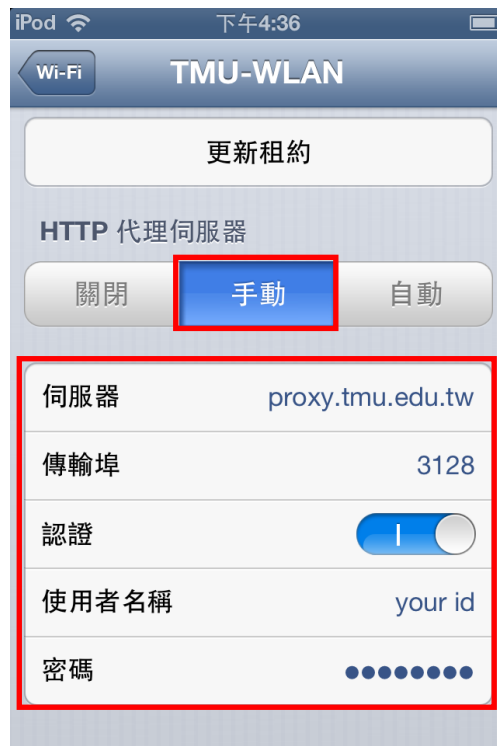 iPod 下午4:36
Wi-Fi TMU-WLAN
更新租約
HTTP 代理伺服器
關閉 手動 自動
伺服器 proxy.tmu.edu.tw
傳輸埠 3128
認證
使用者名稱 your id
密碼 ●●●●●●●●